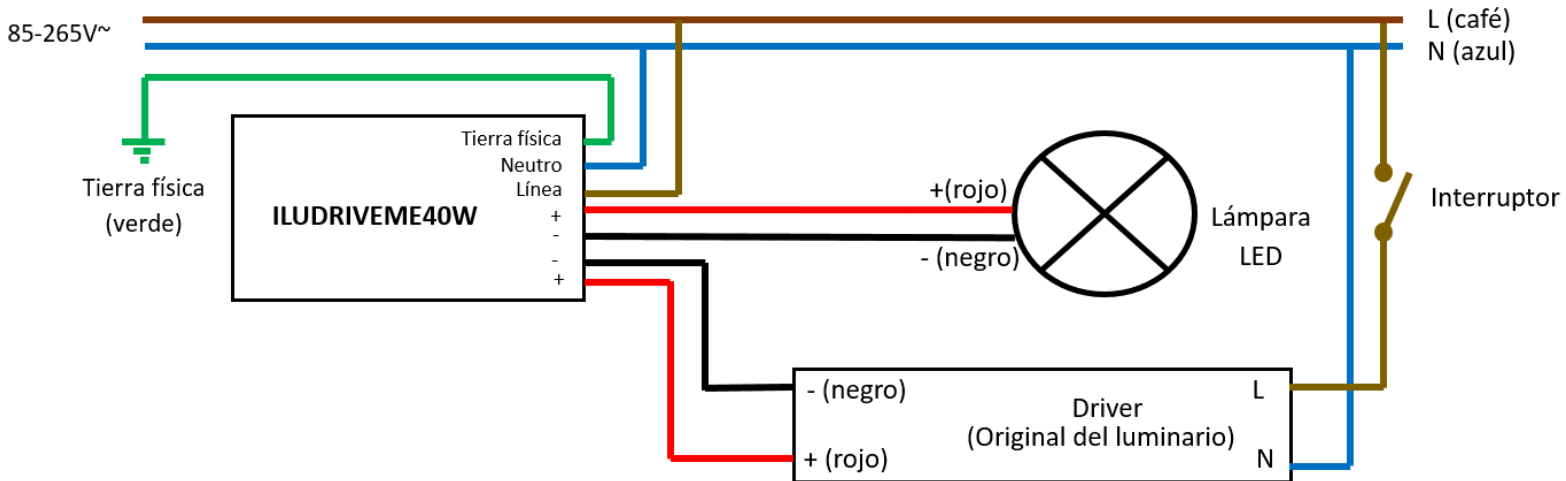 85-265V~
L (café)
N (azul)
Tierra física
Neutro
Línea
+
-
-
+
ILUDRIVEME40W
Tierra física
(verde)
+(rojo)
- (negro)
Lámpara
LED
Interruptor
- (negro)
+ (rojo)
Driver
(Original del luminario)
L
N